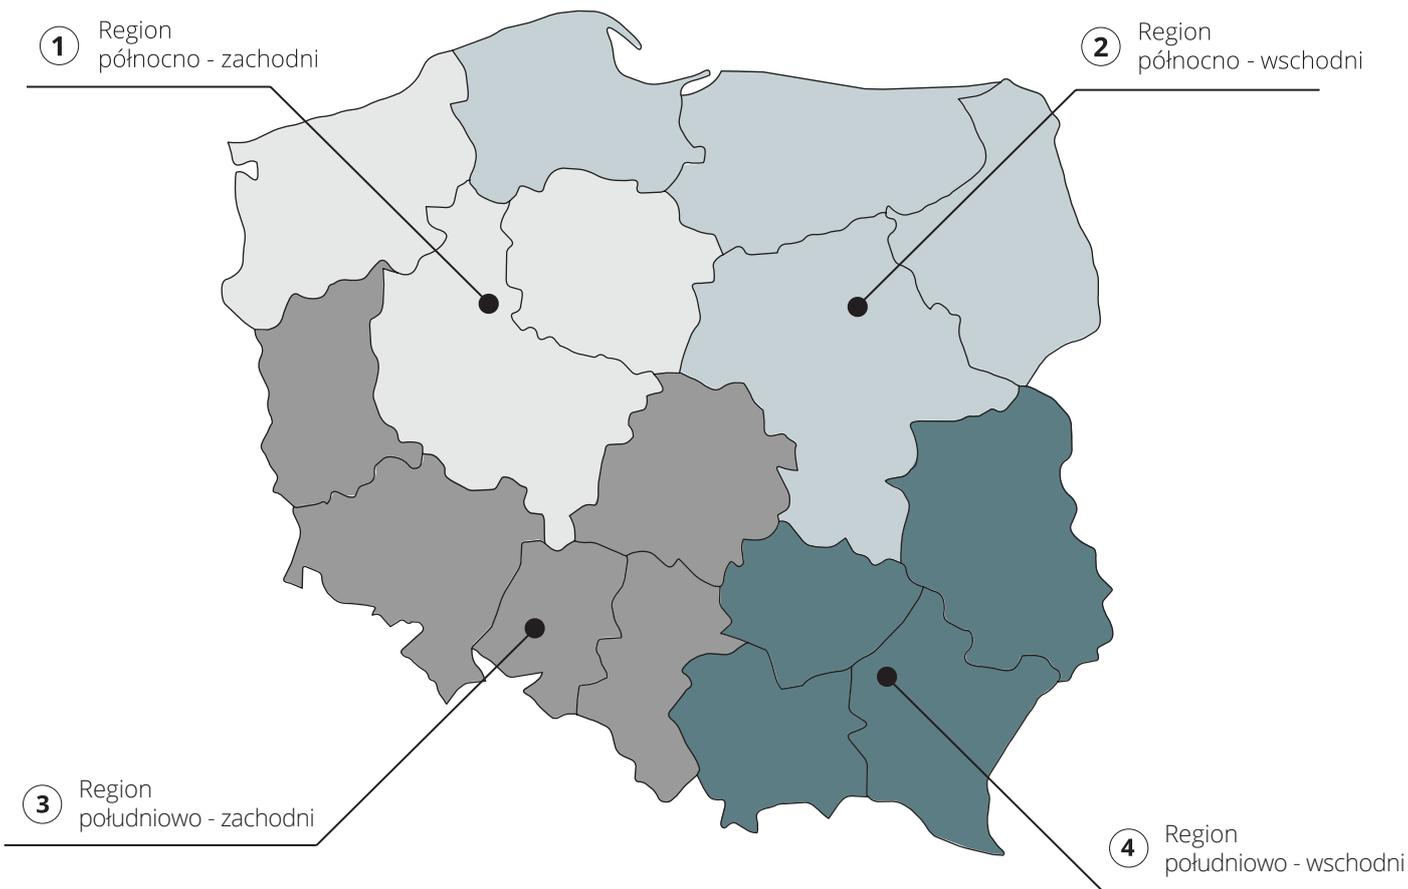 1
Region
północno - zachodni
2
Region
północno - wschodni
3
Region
południowo - zachodni
4
Region
południowo - wschodni